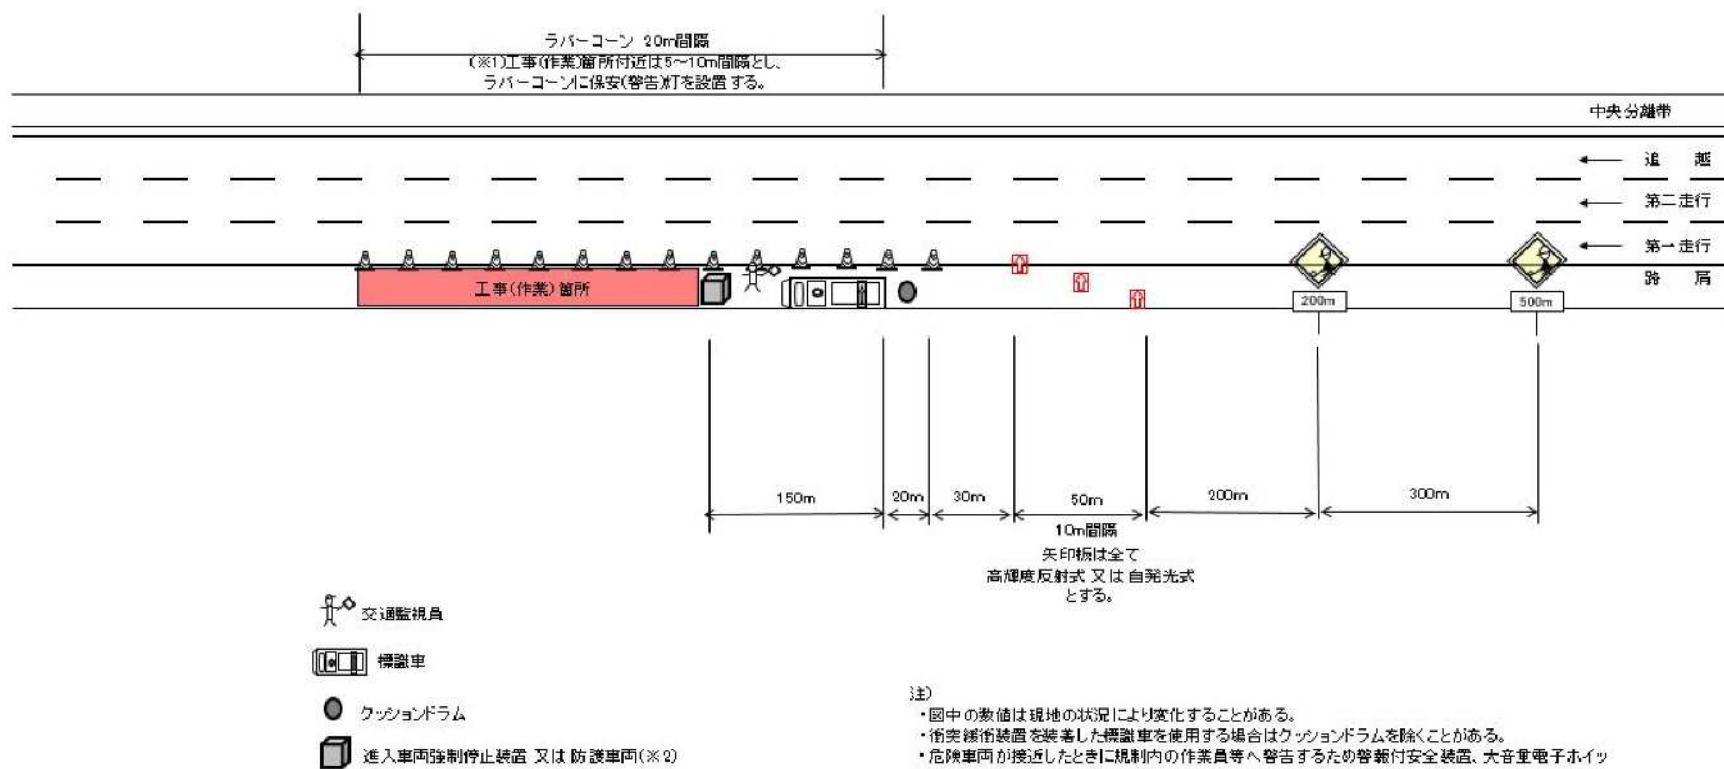 ラバーコーン 20m間隔
(※1)工事(作業)箇所付近は5~10m間隔とし、
ラバーコーンに保安(警告)灯を設置する。
中央分離帯
追 越
第二走行
第一走行
路 肩
工事(作業)箇所
200m
500m
150m
20m
30m
50m
200m
300m
10m間隔
矢印板は全て
高輝度反射式 又は 自発光式
とする。
交通監視員
標識車
クッションドラム
進入車両強制停止装置 又は 防護車両(※2)
注)
・図中の数値は現地の状況により変化することがある。
・衝突緩衝装置を装着した標識車を使用する場合はクッションドラムを除くことがある。
・危険車両が接近したときに規制内の作業員等へ警告するため警報付安全装置、大音量電子ホイッ